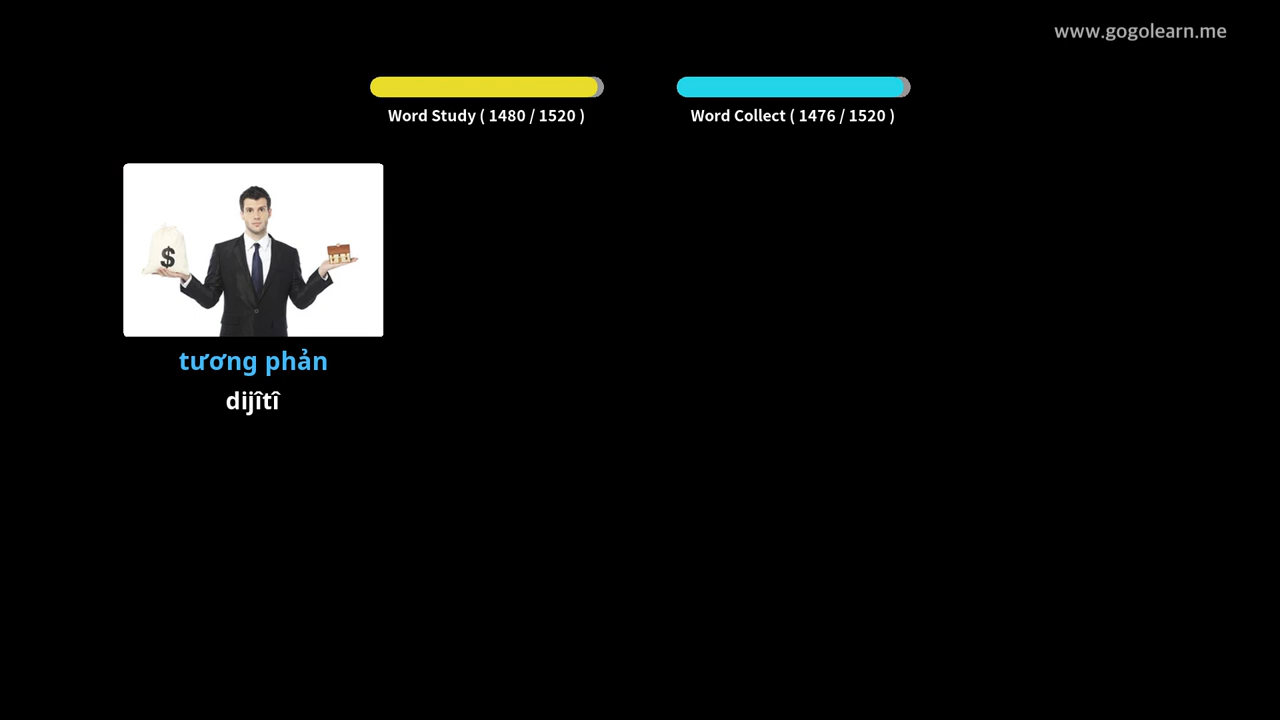 www.gogolearn.me
Word Study ( 1480 / 1520 )
Word Collect ( 1476 / 1520 )
$
tương phản
dijîtî